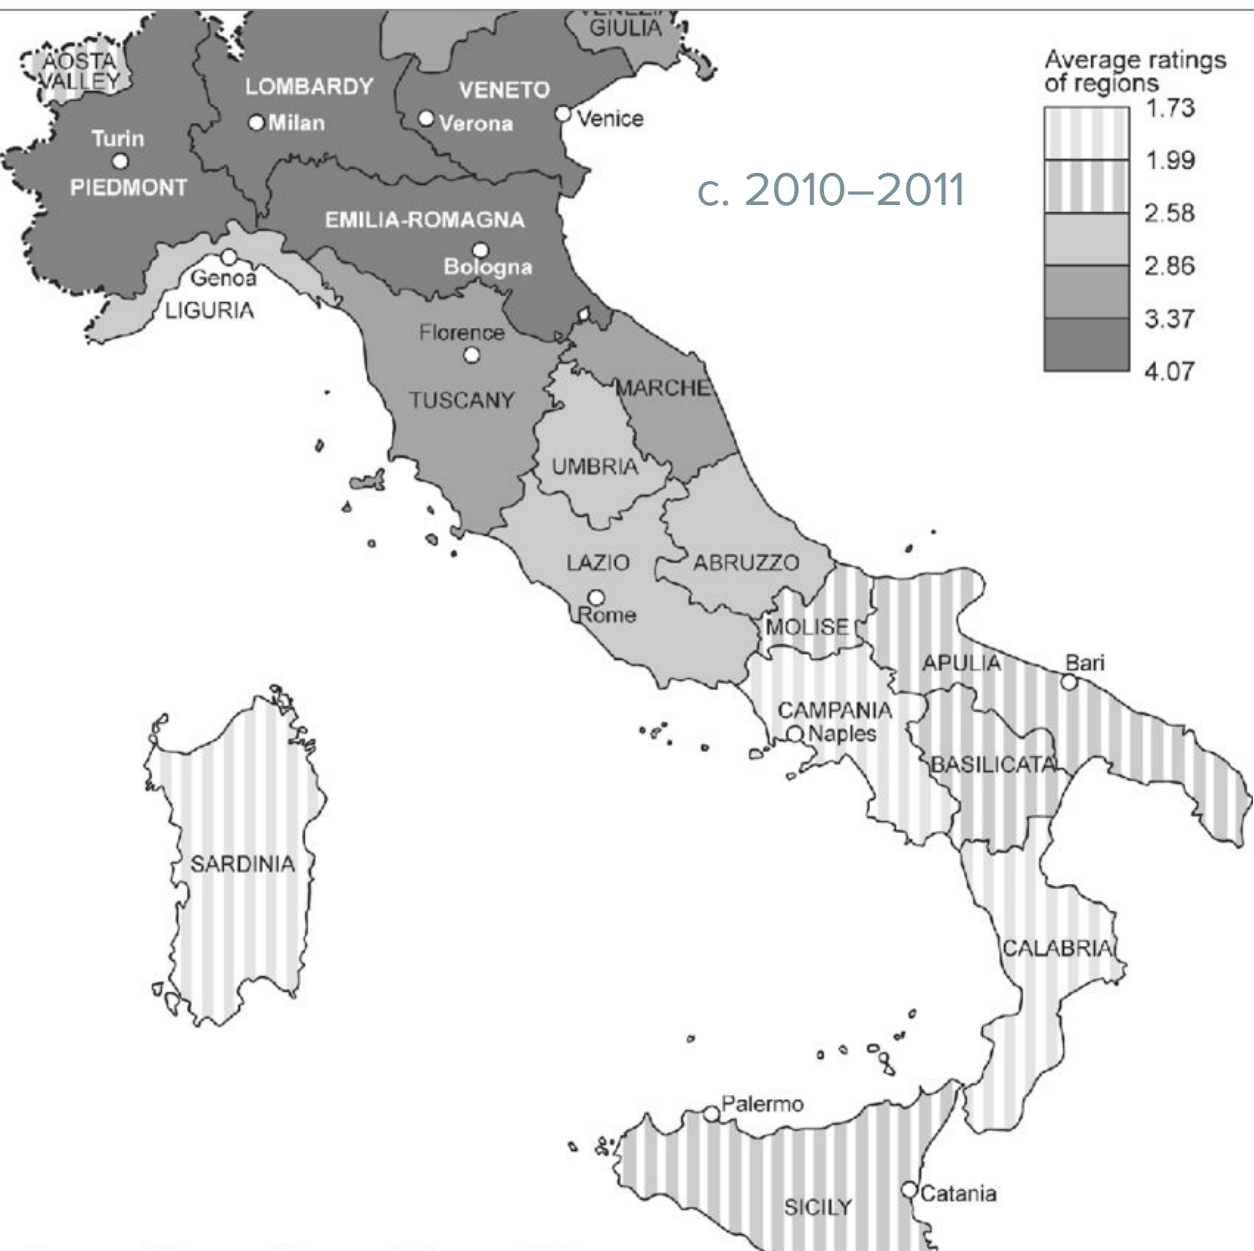 VENEZIA
GIULIA
AOSTA
VALLEY
LOMBARDY
Milan
VENETO
Verona
Venice
Turin
PIEDMONT
EMILIA-ROMAGNA
Bologna
Genoa
LIGURIA
c. 2010–2011
Average ratings
of regions
1.73
1.99
2.58
2.86
3.37
4.07
Florence
TUSCANY
MARCHE
UMBRIA
LAZIO
Rome
ABRUZZO
MOLISE
APULIA
Bari
CAMPANIA
Naples
BASILICATA
SARDINIA
CALABRIA
Palermo
SICILY
Catania